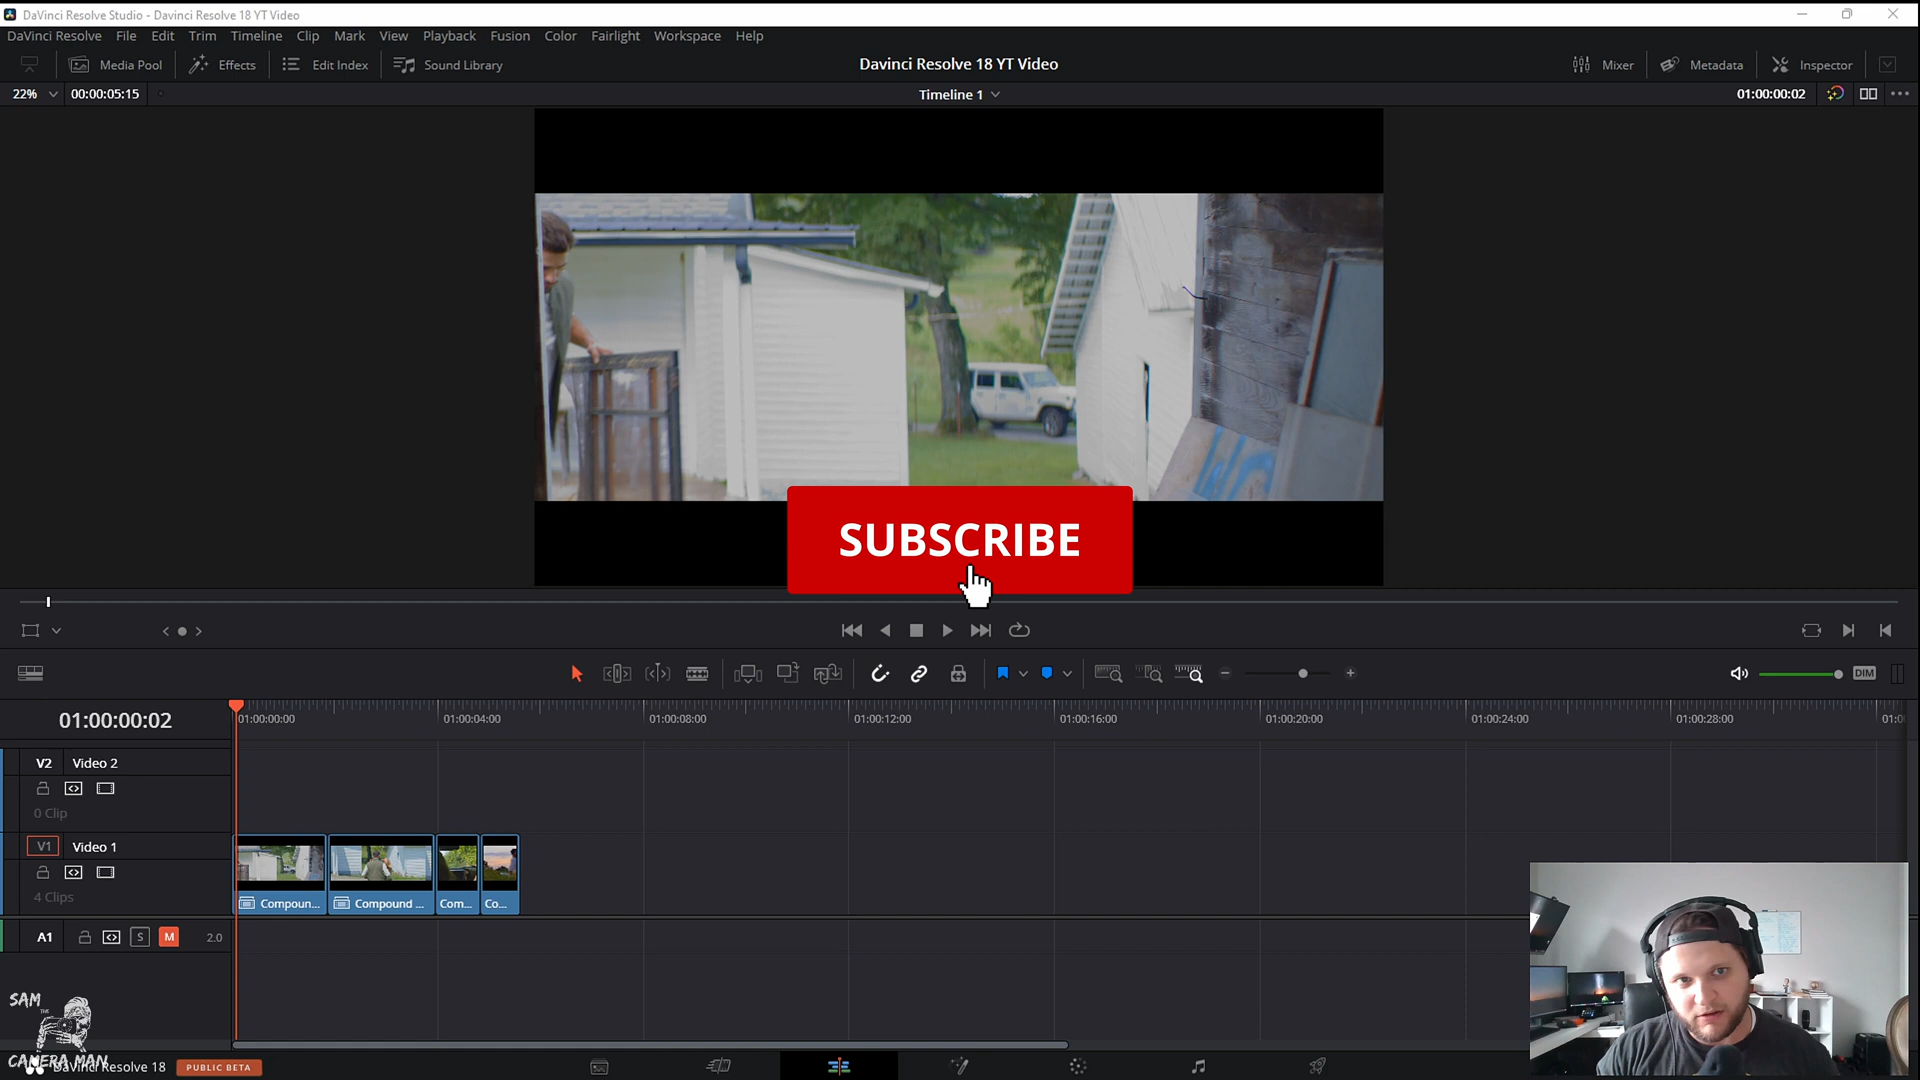 DaVinci Resolve Studio - Davinci Resolve 18 YT Video
DaVinci Resolve File Edit Trim Timeline Clip Mark View Playback Fusion Color Fairlight Workspace Help
Media Pool Effects Edit Index Sound Library Davinci Resolve 18 YT Video Mixer Metadata Inspector
22% 00:00:05:15 Timeline 1 01:00:00:02
SUBSCRIBE
DIM
01:00:00:02 01:00:00:00 01:00:04:00 01:00:08:00 01:00:12:00 01:00:16:00 01:00:20:00 01:00:24:00 01:00:28:00 01:0
V2 Video 2
0 Clip
V1 Video 1
4 Clips
Compoun... Compound ... Com... Co...
A1 S M 2.0
SAM
THE
CAMERA MAN
DaVinci Resolve 18 PUBLIC BETA